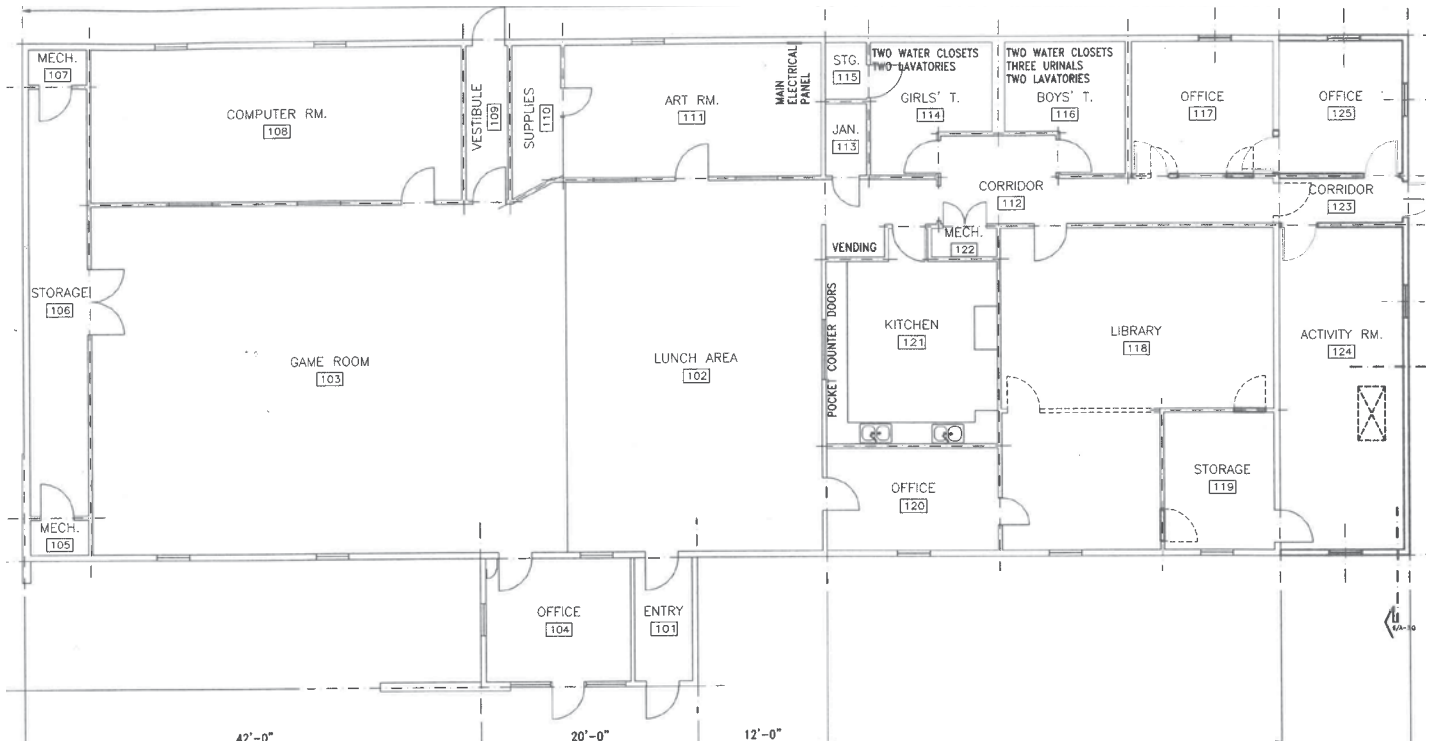 MECH.
107
COMPUTER RM.
108
VESTIBULE
109
SUPPLIES
110
ART RM.
111
MAIN
ELECTRICAL
PANEL
STG.
115
TWO WATER CLOSETS
TWO LAVATORIES
GIRLS' T.
114
TWO WATER CLOSETS
THREE URINALS
TWO LAVATORIES
BOYS' T.
116
OFFICE
117
OFFICE
125
JAN.
113
CORRIDOR
112
CORRIDOR
123
VENDING
MECH.
122
STORAGE
106
GAME ROOM
103
LUNCH AREA
102
POCKET COUNTER DOORS
KITCHEN
121
LIBRARY
118
ACTIVITY RM.
124
MECH.
105
OFFICE
120
STORAGE
119
OFFICE
104
ENTRY
101
42'-0"
20'-0"
12'-0"